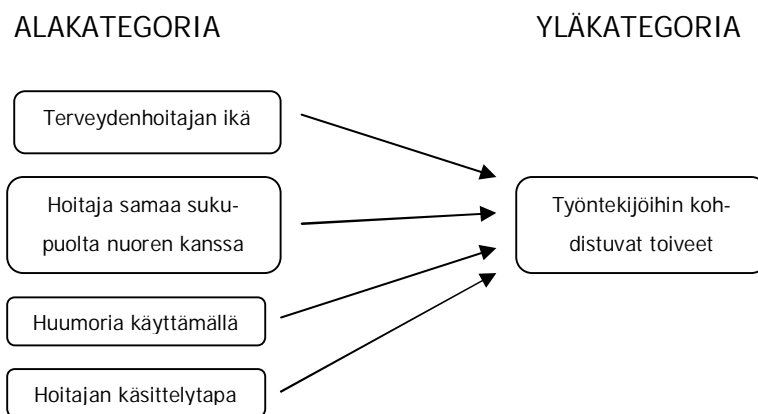 ALAKATEGORIA
YLÄKATEGORIA
Terveydenhoitajan ikä
Hoitaja samaa suku-
puolta nuoren kanssa
Työntekijöihin koh-
distuvat toiveet
Huumoria käyttämällä
Hoitajan käsittelytapa